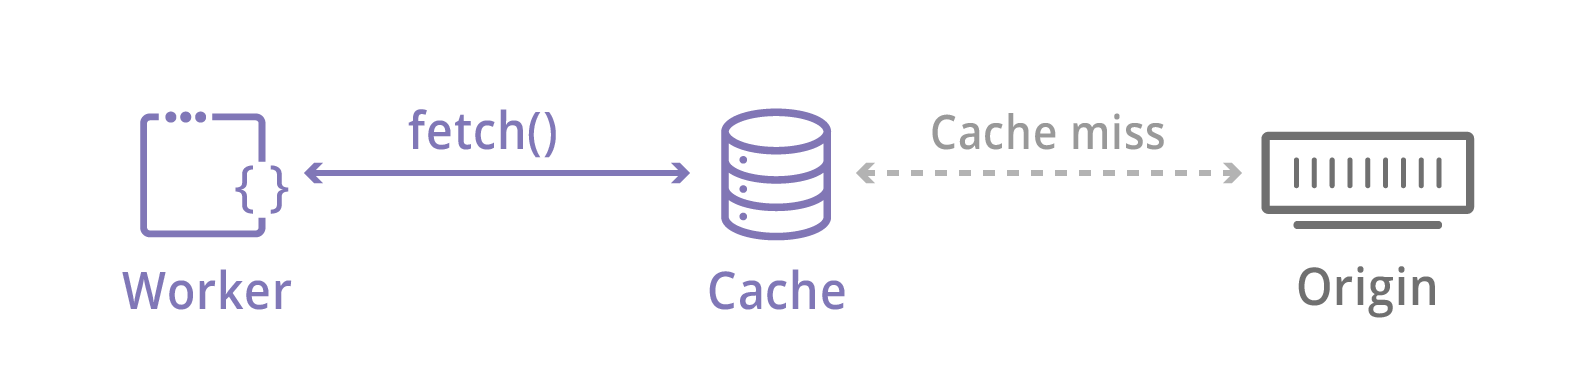 fetch()
Cache miss
{ }
Worker
Cache
Origin